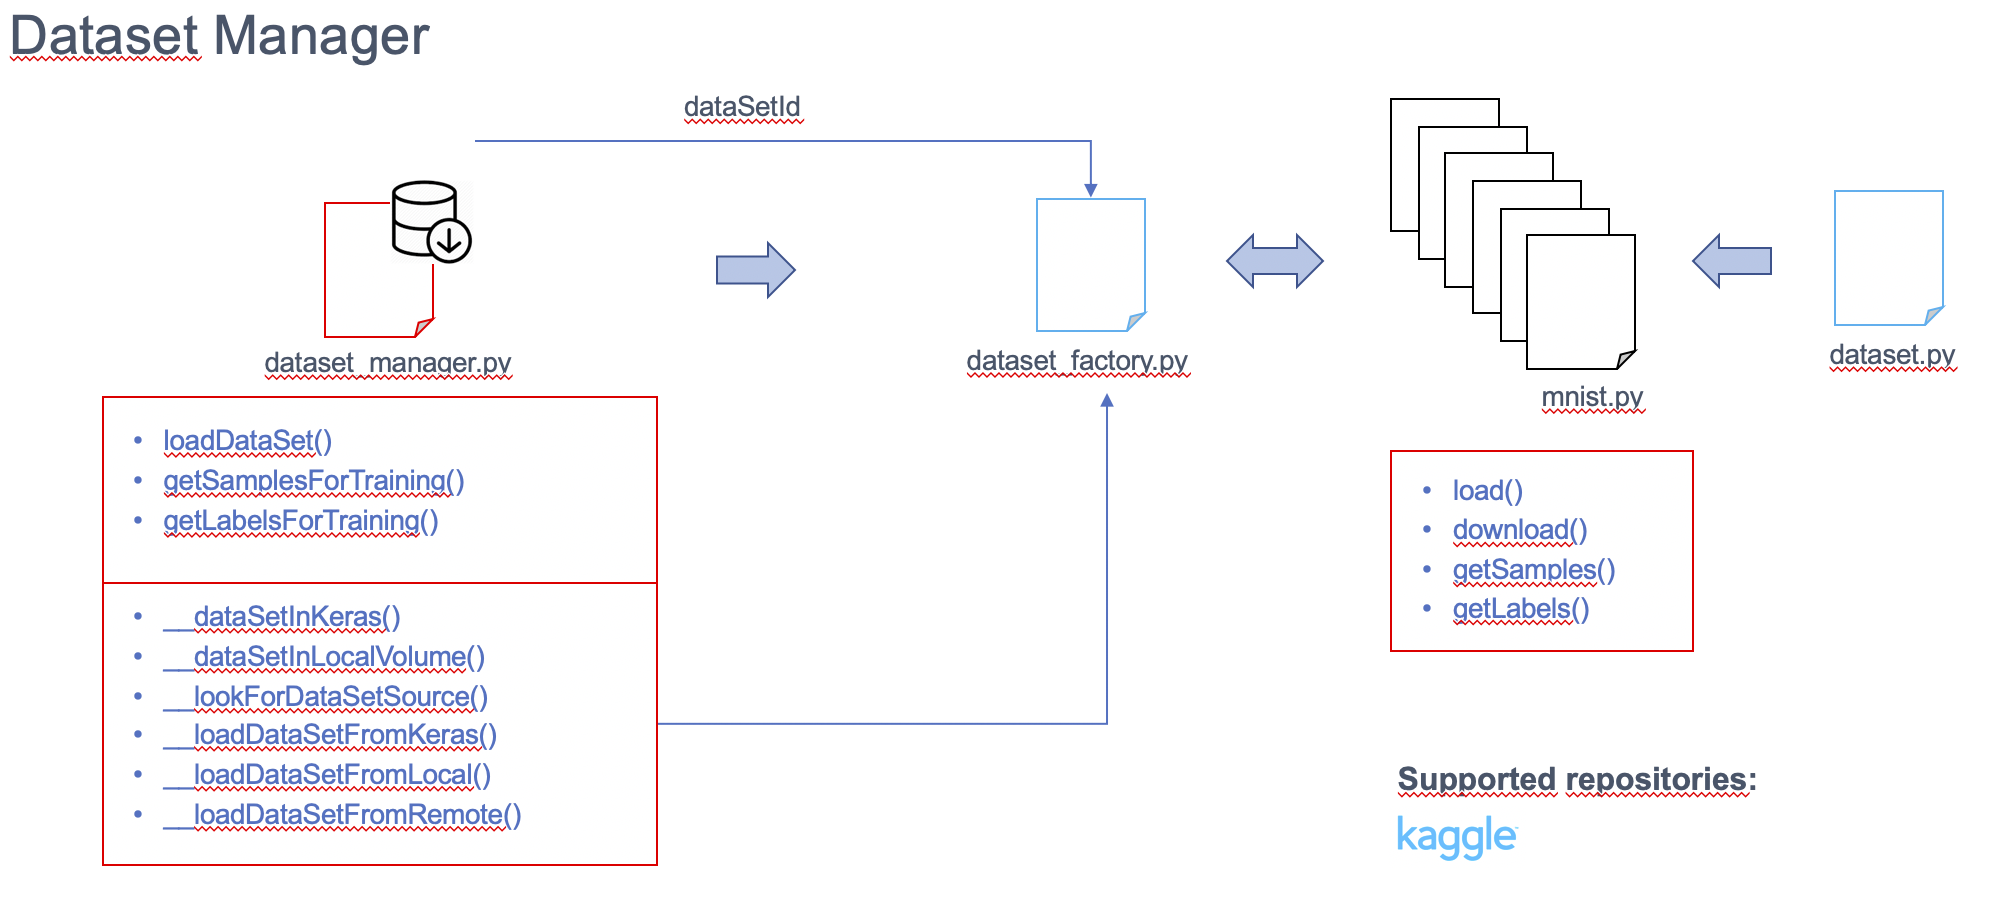 Dataset Manager
dataSetId
dataset_manager.py
dataset_factory.py
mnist.py
dataset.py
• loadDataSet()
• getSamplesForTraining()
• getLabelsForTraining()
• __dataSetInKeras()
• __dataSetInLocalVolume()
• __lookForDataSetSource()
• __loadDataSetFromKeras()
• __loadDataSetFromLocal()
• __loadDataSetFromRemote()
• load()
• download()
• getSamples()
• getLabels()
Supported repositories:
kaggle